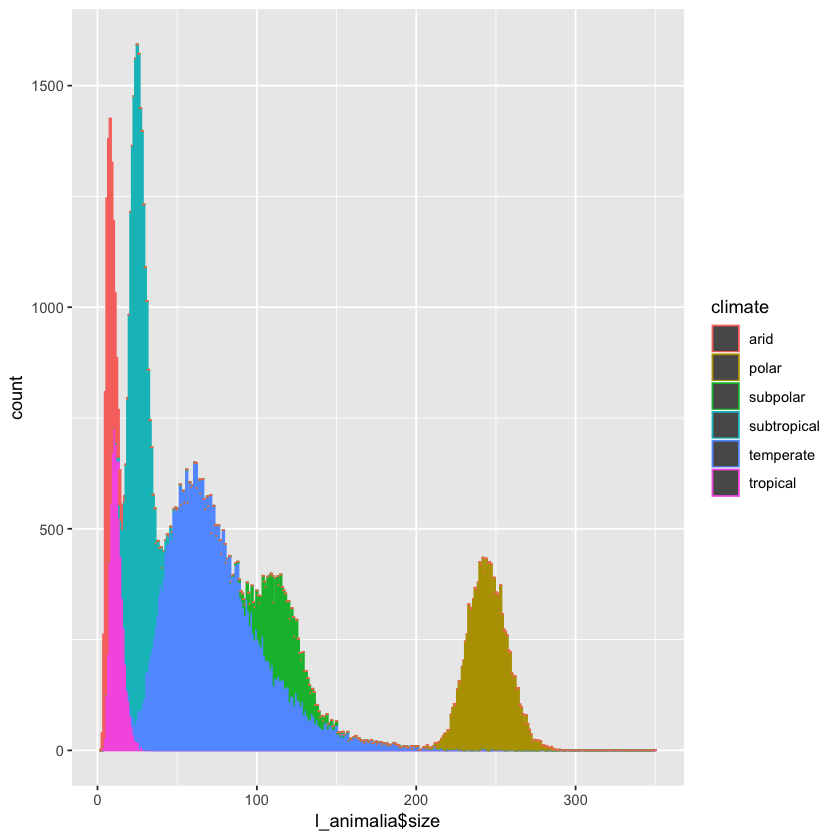 1500
1000
500
0
count
0
100
200
300
l_animalia$size
climate
arid
polar
subpolar
subtropical
temperate
tropical